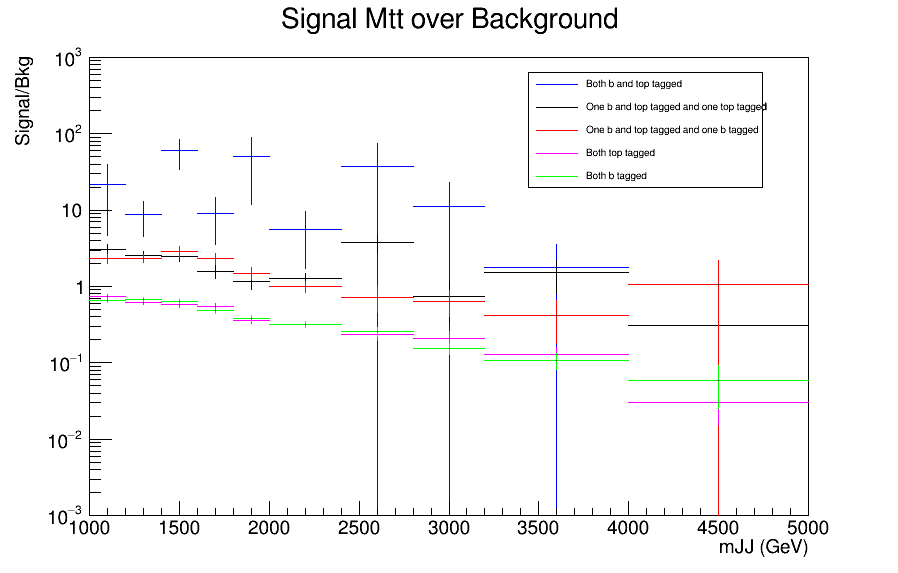 Signal Mtt over Background
Signal/Bkg
10³
10²
10
1
10⁻¹
10⁻²
10⁻³
Both b and top tagged
One b and top tagged and one top tagged
One b and top tagged and one b tagged
Both top tagged
Both b tagged
1000 1500 2000 2500 3000 3500 4000 4500 5000
mJJ (GeV)